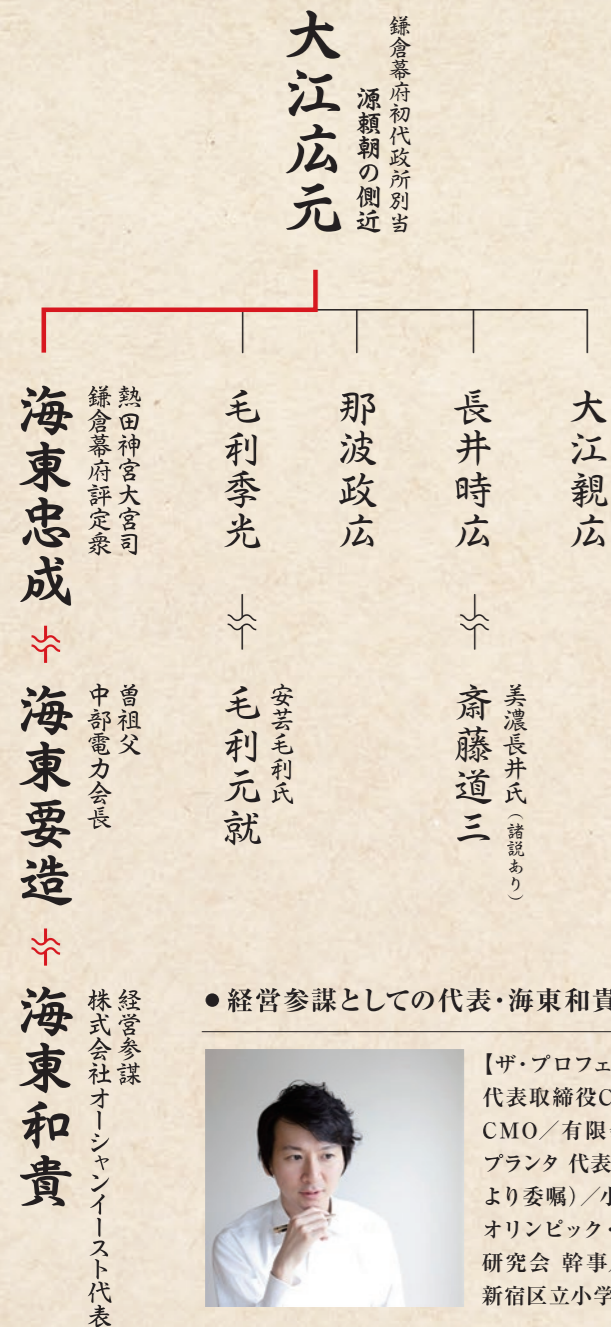 鎌倉幕府初代政所別当
源頼朝の側近
大江広元
大江親広
長井時広
美濃長井氏（諸説あり）
斎藤道三
那波政広
毛利季光
安芸毛利氏
毛利元就
熱田神宮大宮司
鎌倉幕府評定衆
海東忠成
曽祖父
中部電力会長
海東要造
経営参謀
株式会社オーシャンイースト代表
海東和貴
●経営参謀としての代表・海東和貴
【ザ・プロフェ
代表取締役C
CMO／有限
プランタ 代表
より委嘱）／小
オリンピック・
研究会 幹事
新宿区立小学